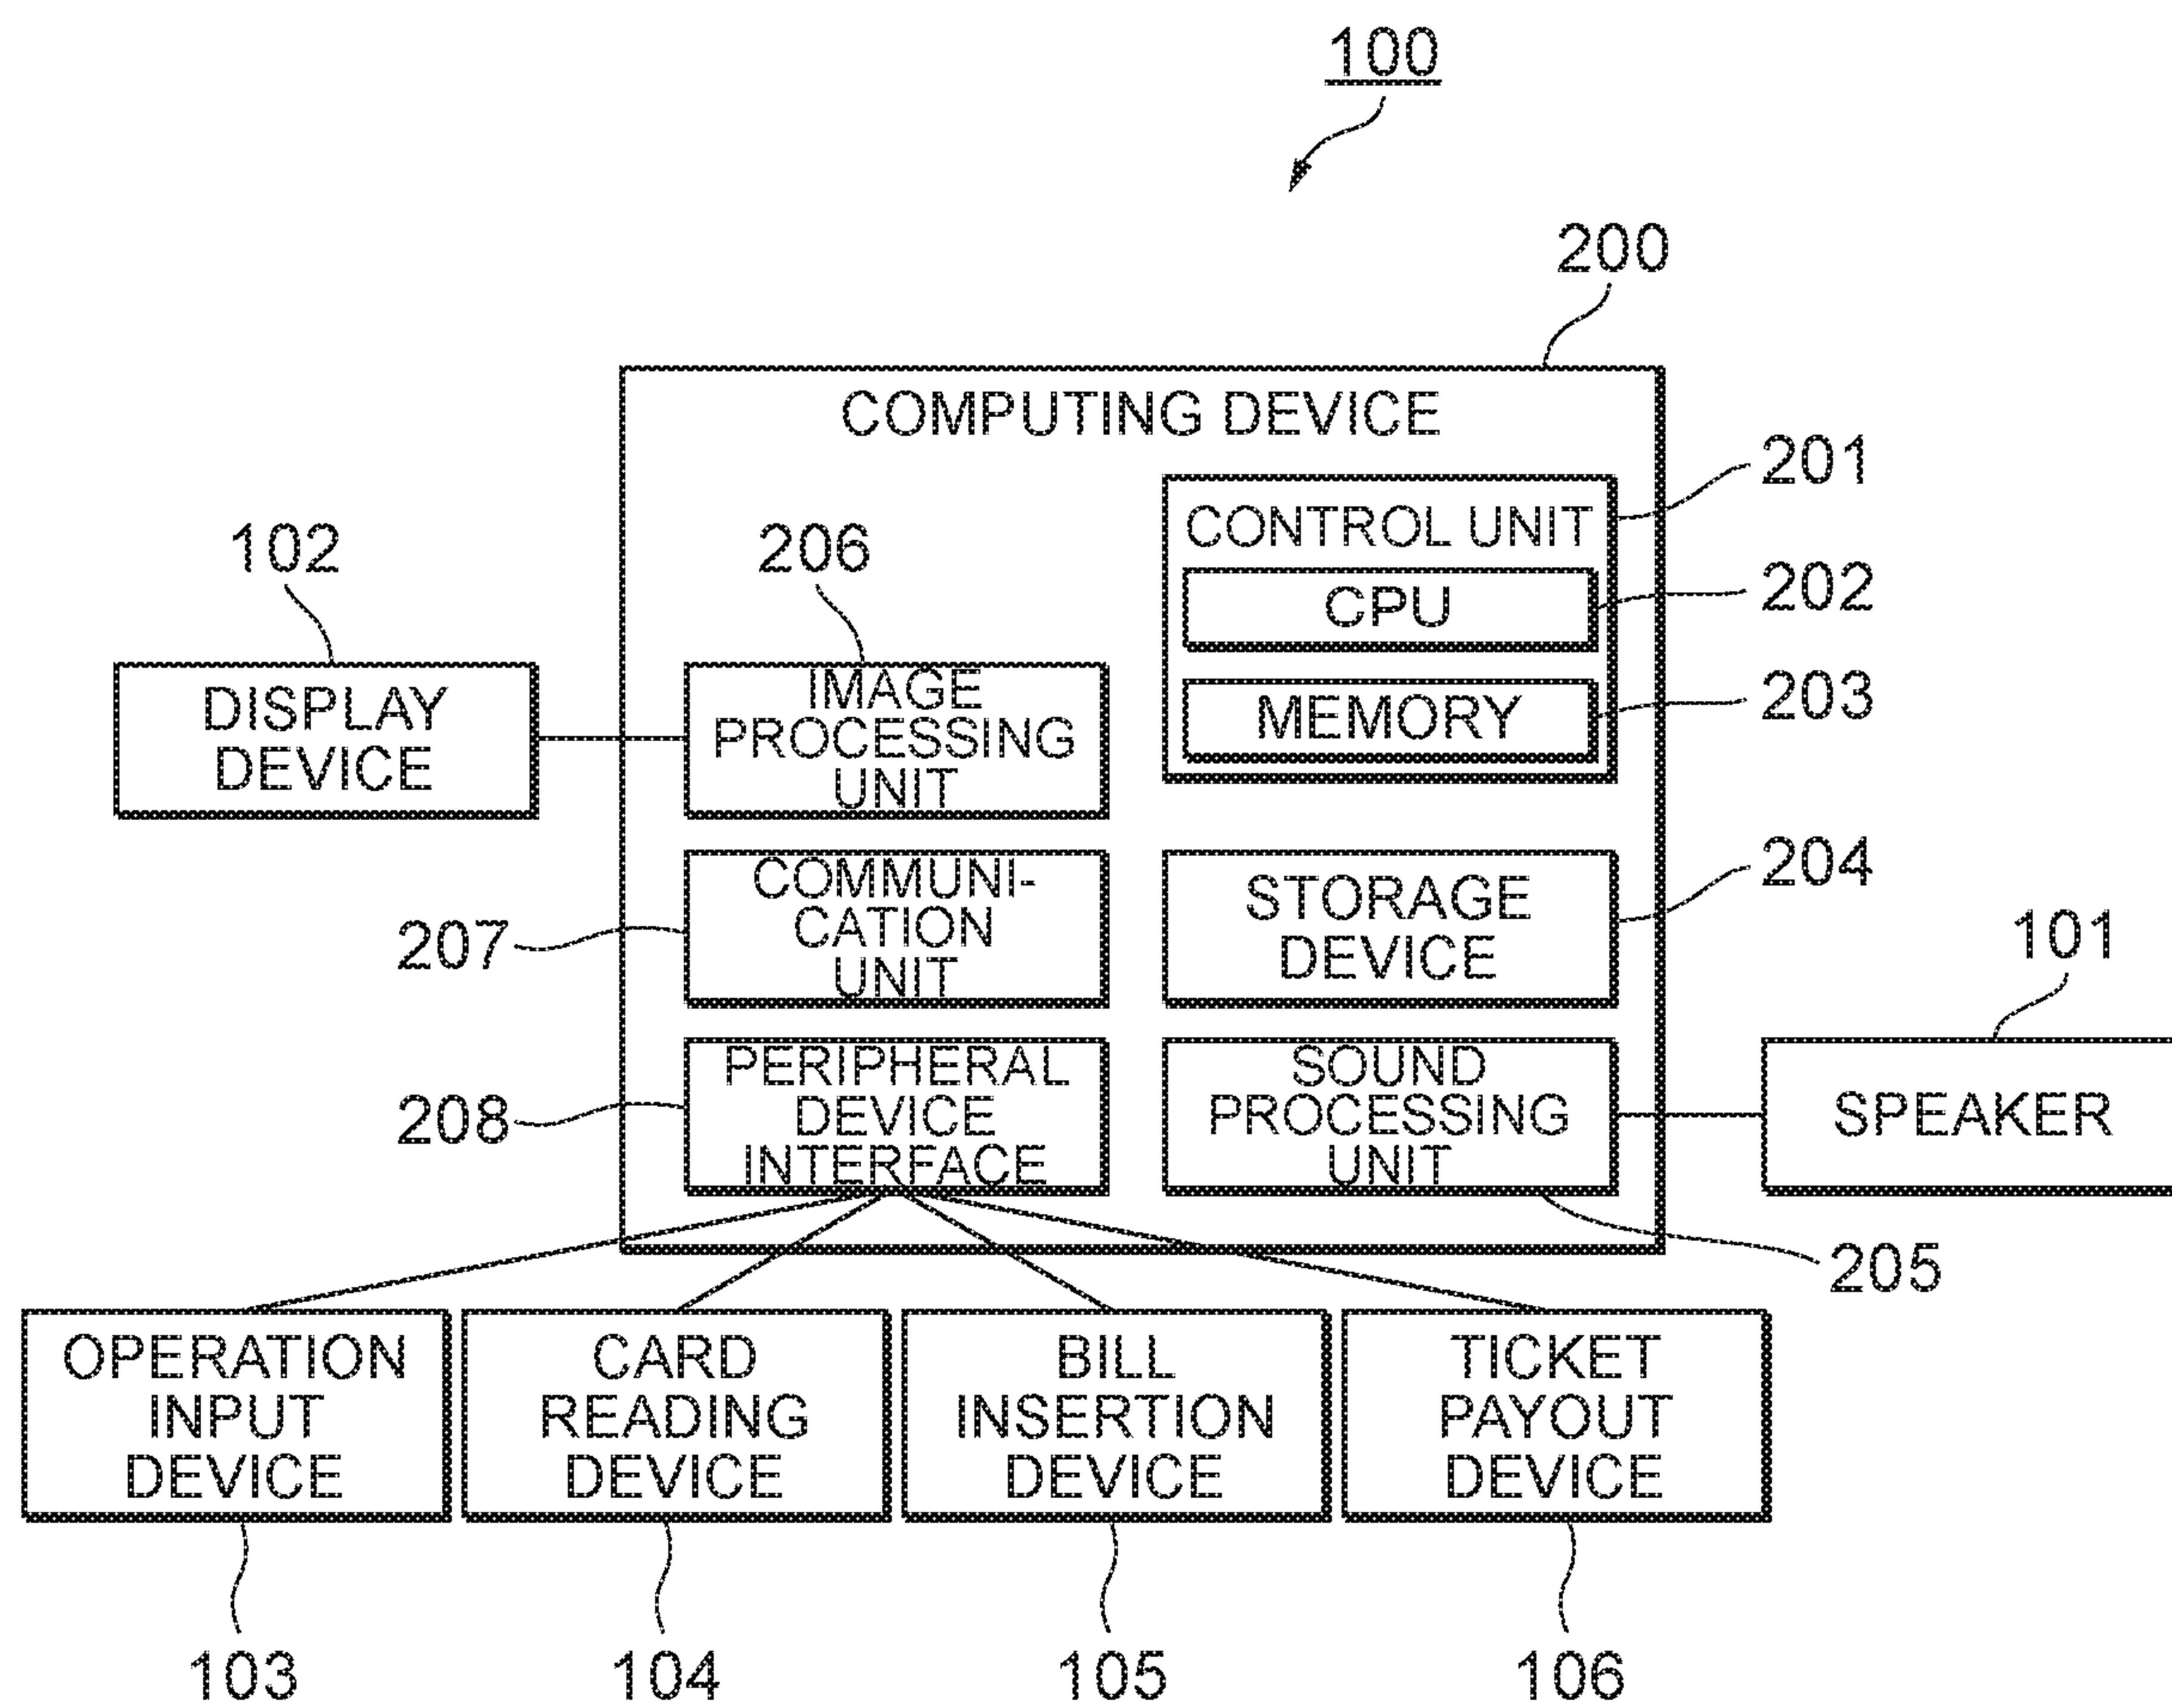 100
200
COMPUTING DEVICE
201
CONTROL UNIT
102
206
202
CPU
DISPLAY
DEVICE
IMAGE
PROCESSING
UNIT
203
MEMORY
207
COMMUNI-
CATION
UNIT
STORAGE
DEVICE
204
101
208
PERIPHERAL
DEVICE
INTERFACE
SOUND
PROCESSING
UNIT
SPEAKER
205
OPERATION
INPUT
DEVICE
CARD
READING
DEVICE
BILL
INSERTION
DEVICE
TICKET
PAYOUT
DEVICE
103
104
105
106